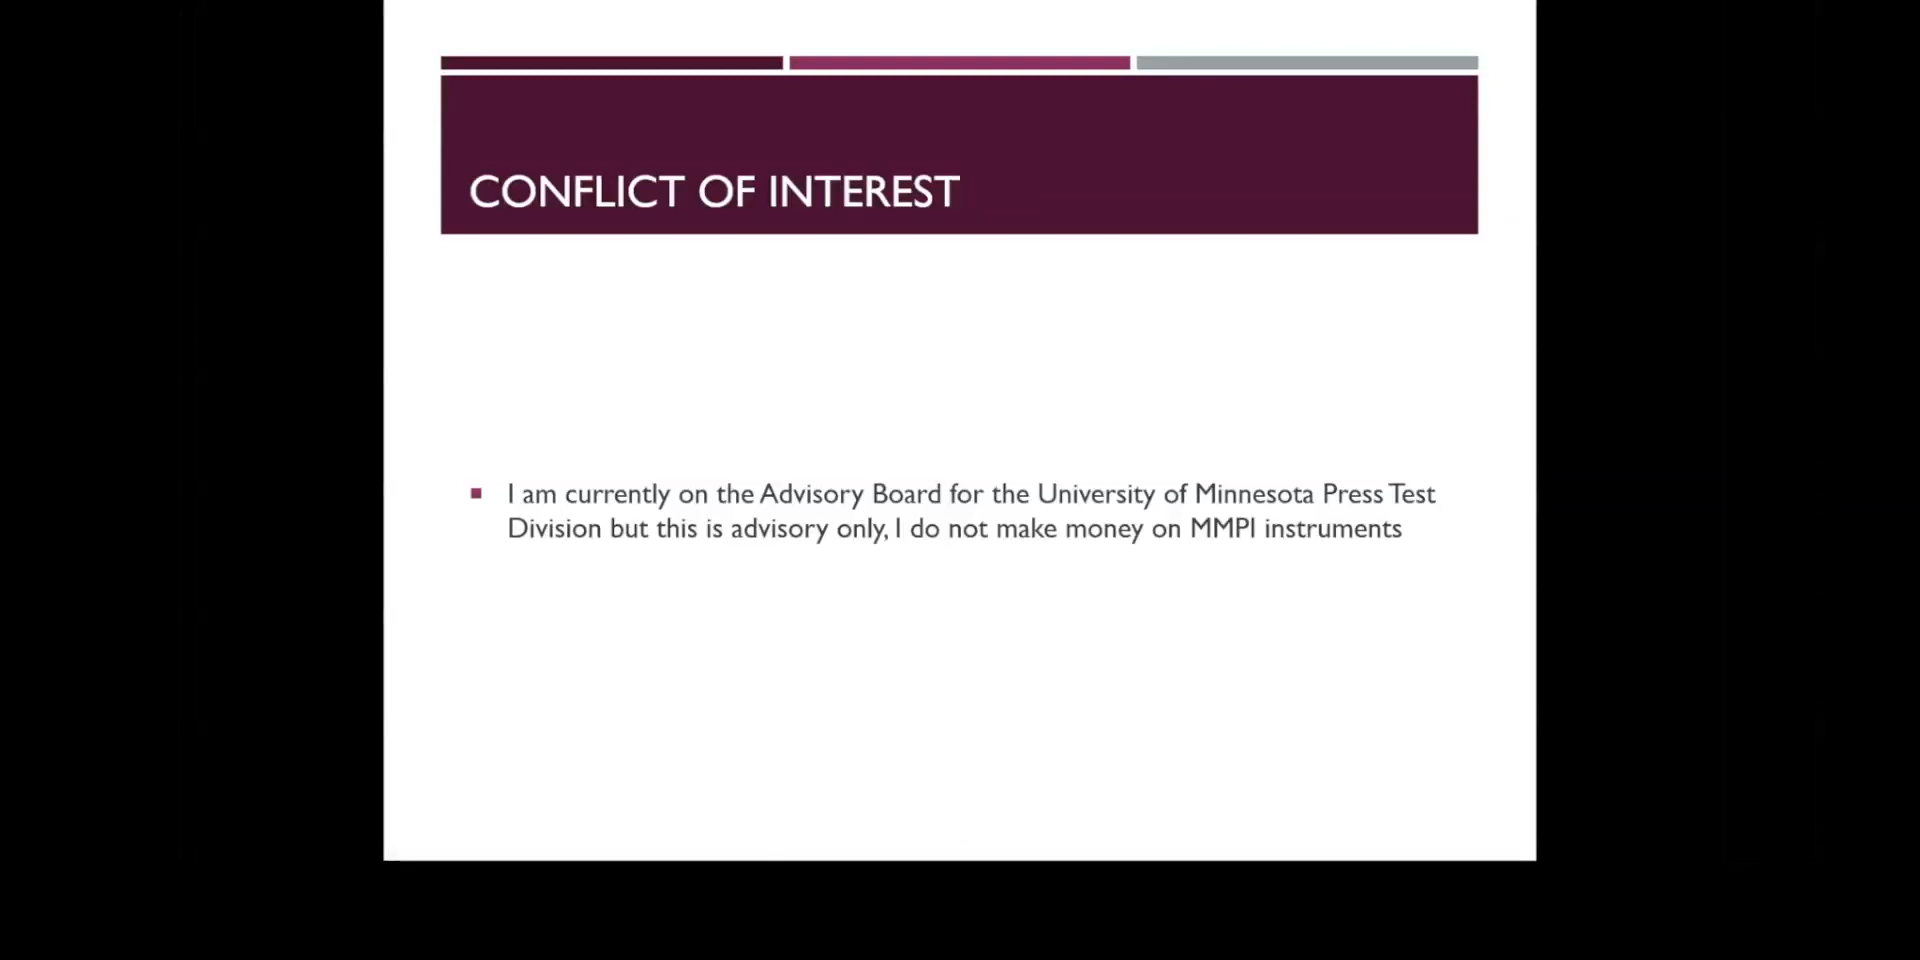 CONFLICT OF INTEREST
I am currently on the Advisory Board for the University of Minnesota Press Test
Division but this is advisory only, I do not make money on MMPI instruments